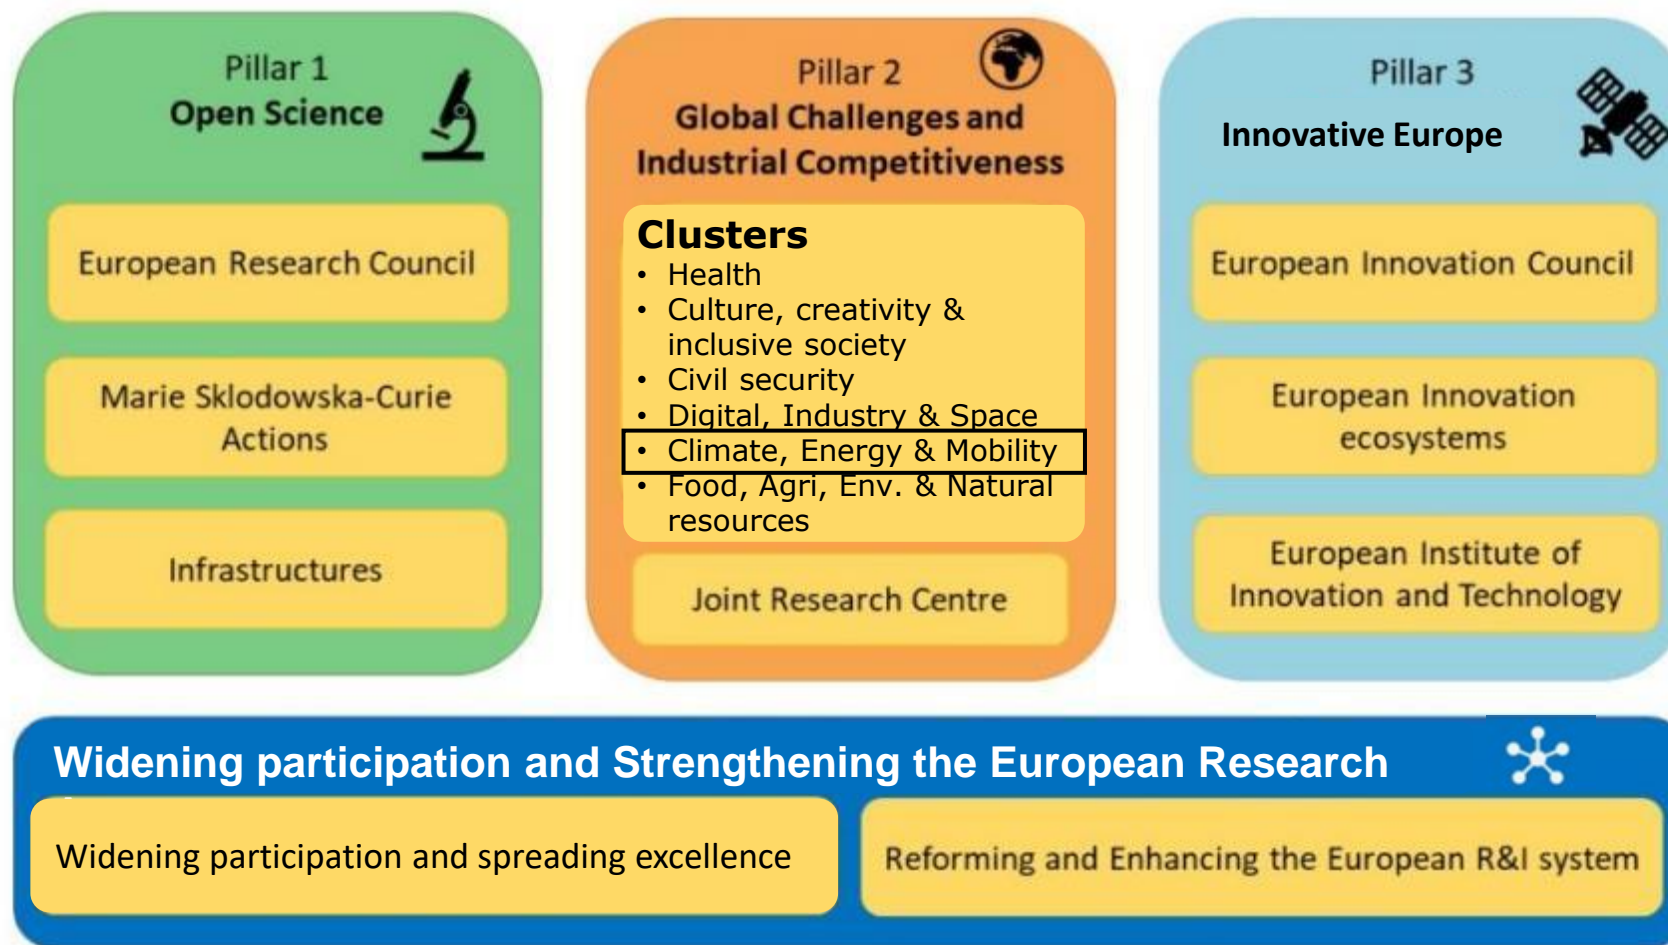 Pillar 1
Open Science
European Research Council
Marie Sklodowska-Curie
Actions
Infrastructures
Pillar 2
Global Challenges and
Industrial Competitiveness
Clusters
• Health
• Culture, creativity &
inclusive society
• Civil security
• Digital, Industry & Space
• Climate, Energy & Mobility
• Food, Agri, Env. & Natural
resources
Joint Research Centre
Pillar 3
Innovative Europe
European Innovation Council
European Innovation
ecosystems
European Institute of
Innovation and Technology
Widening participation and Strengthening the European Research
Widening participation and spreading excellence
Reforming and Enhancing the European R&I system